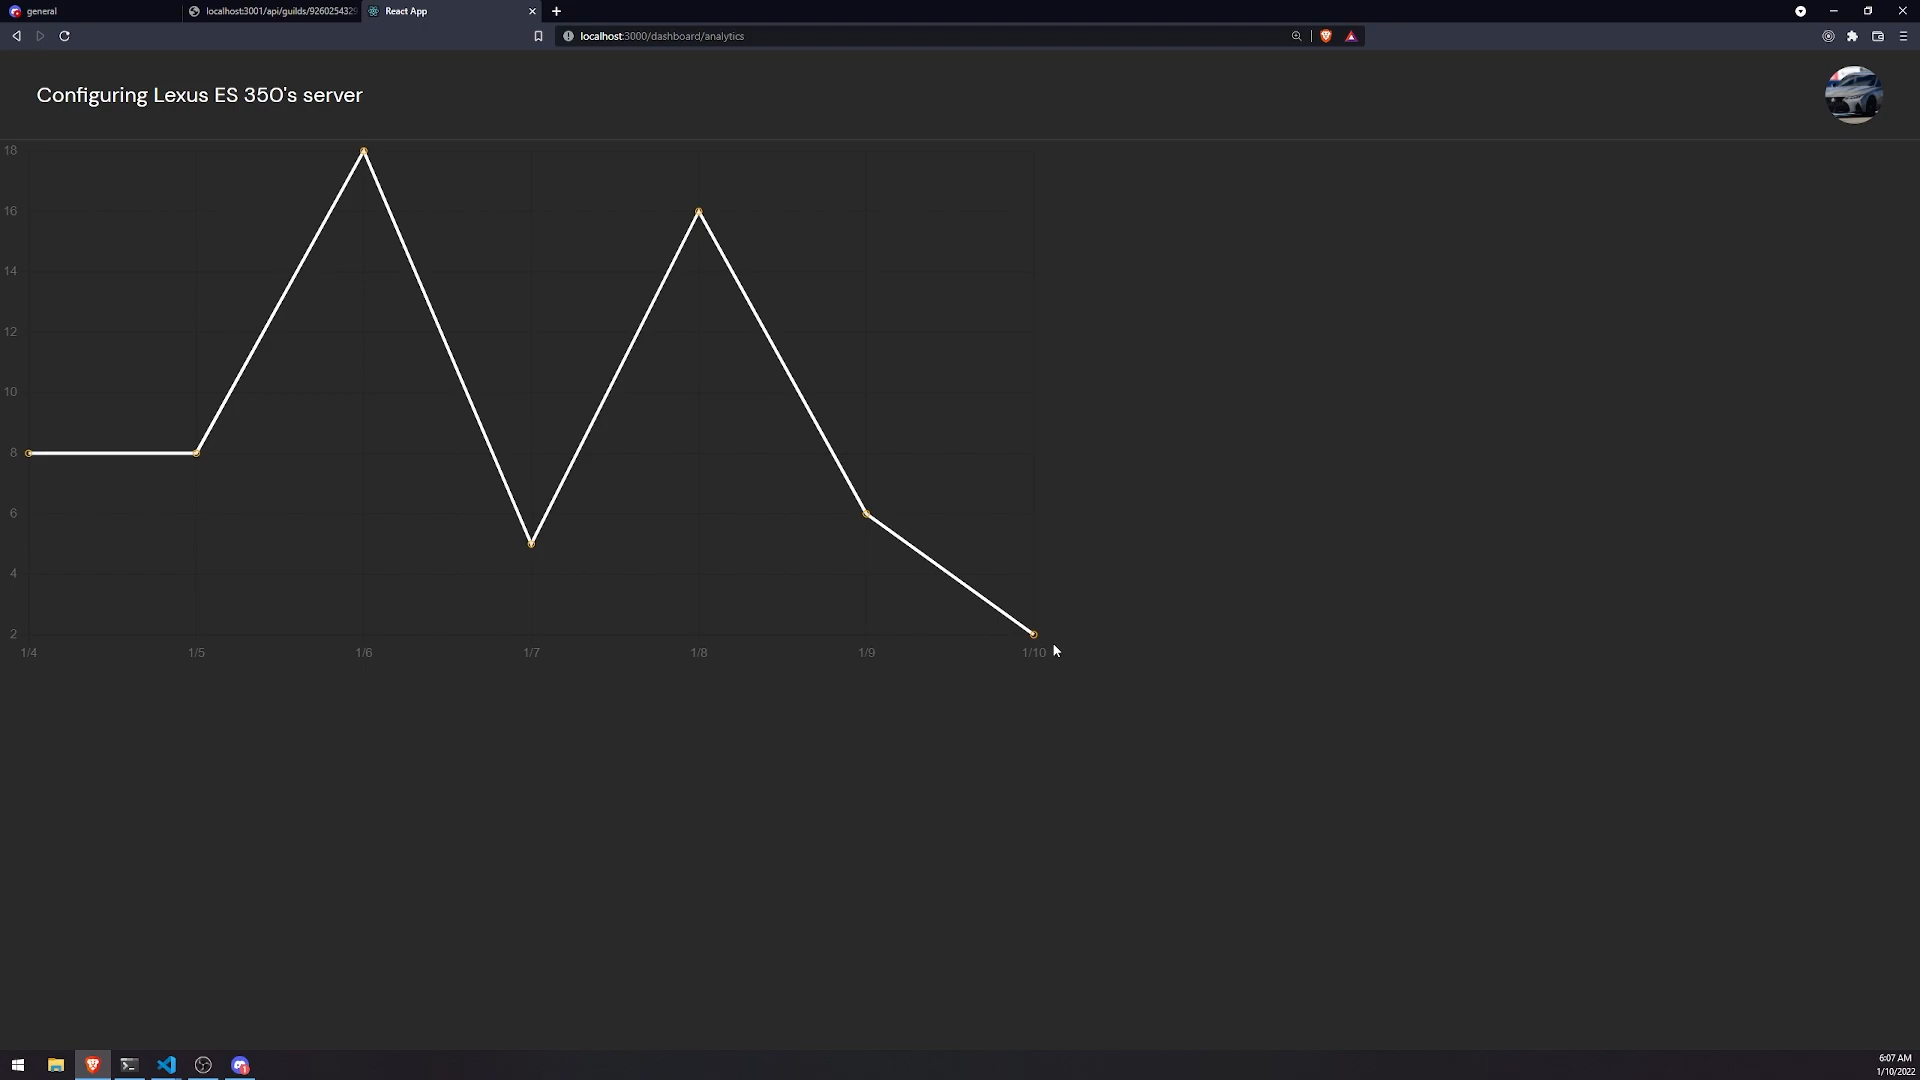 general
localhost:3001/api/guilds/9260254329
React App
localhost:3000/dashboard/analytics
Configuring Lexus ES 350's server
18
16
14
12
10
8
6
4
2
1/4
1/5
1/6
1/7
1/8
1/9
1/10
6:07 AM
1/10/2022